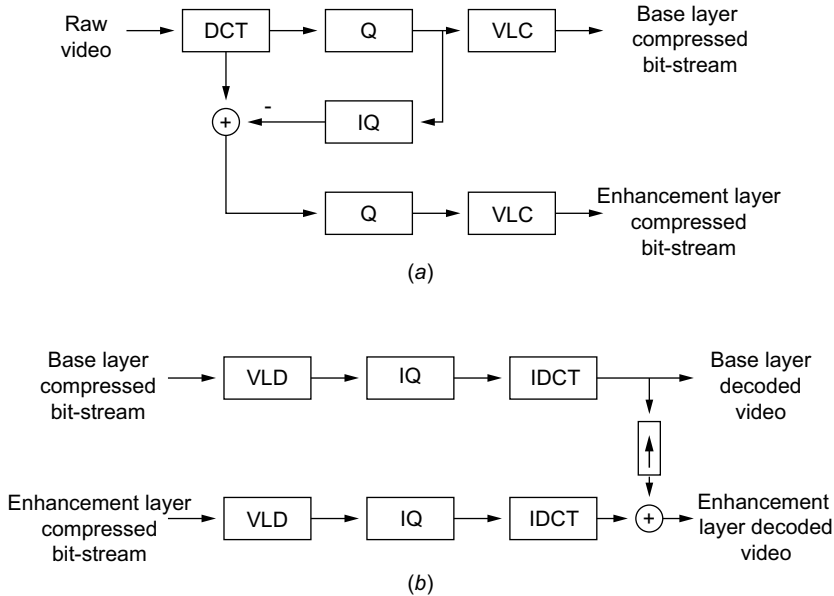 Raw
video
DCT
Q
VLC
Base layer
compressed
bit-stream
+
-
IQ
Q
VLC
Enhancement layer
compressed
bit-stream
(a)
Base layer
compressed
bit-stream
VLD
IQ
IDCT
Base layer
decoded
video
Enhancement layer
compressed
bit-stream
VLD
IQ
IDCT
+
Enhancement
layer decoded
video
(b)